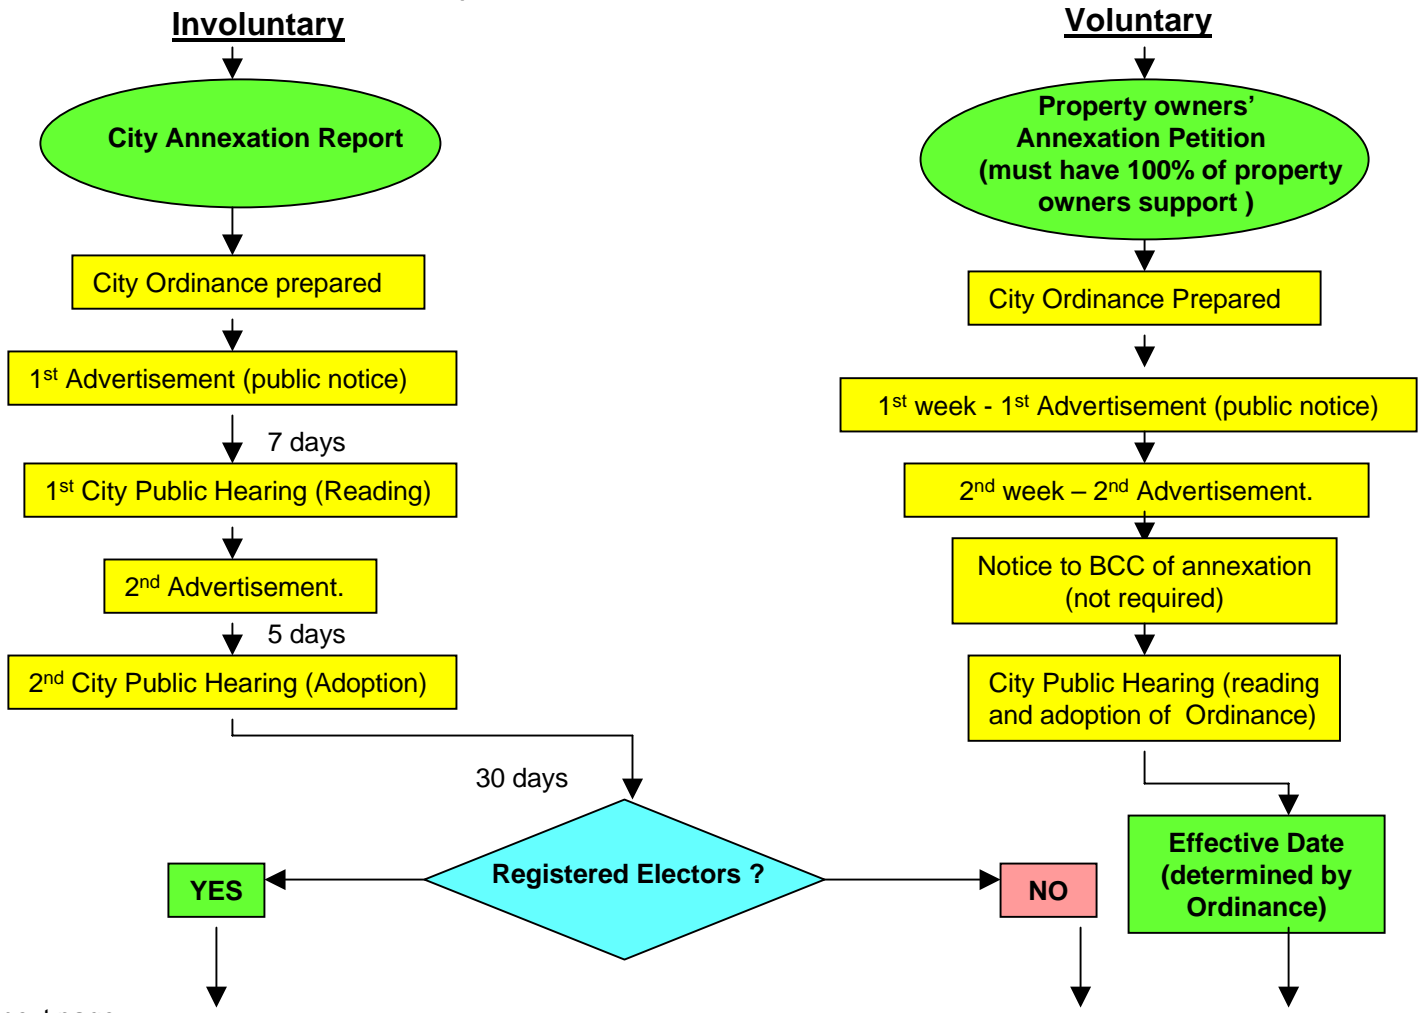 Involuntary
City Annexation Report
City Ordinance prepared
1st Advertisement (public notice)
7 days
1st City Public Hearing (Reading)
2nd Advertisement.
5 days
2nd City Public Hearing (Adoption)
30 days
Registered Electors ?
YES
NO
Voluntary
Property owners’
Annexation Petition
(must have 100% of property
owners support )
City Ordinance Prepared
1st week - 1st Advertisement (public notice)
2nd week – 2nd Advertisement.
Notice to BCC of annexation
(not required)
City Public Hearing (reading
and adoption of Ordinance)
Effective Date
(determined by
Ordinance)